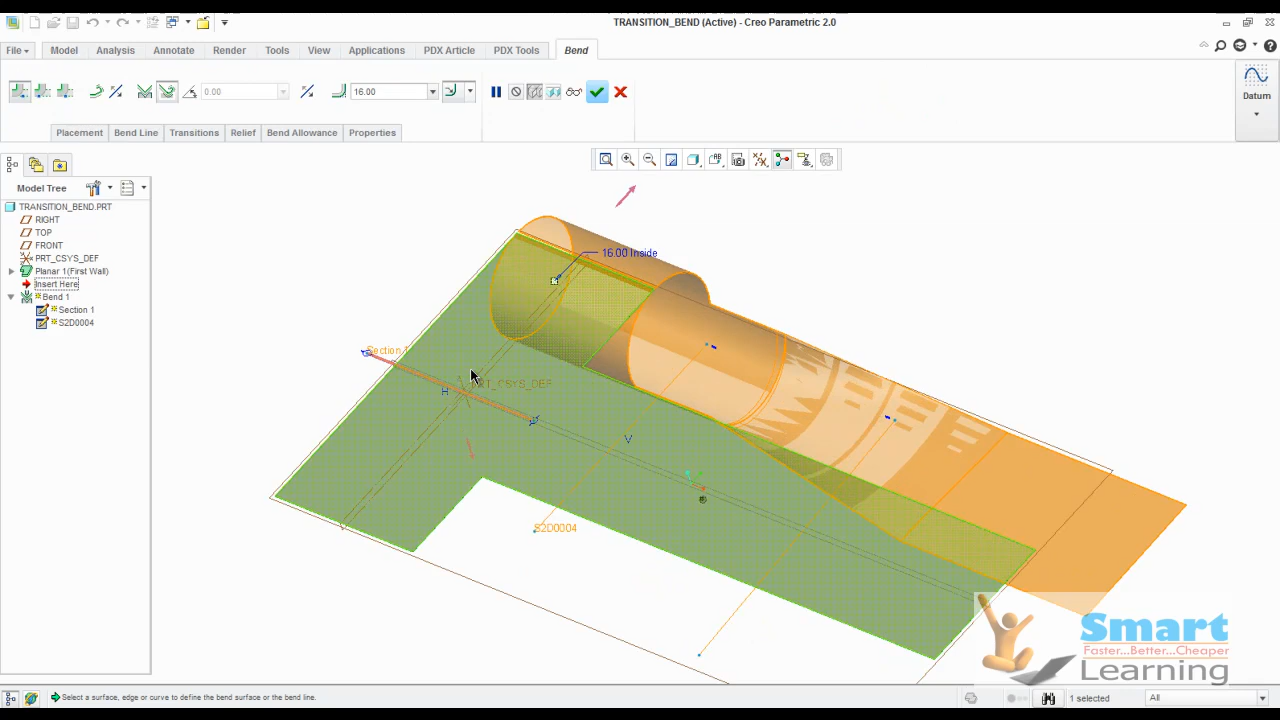 TRANSITION_BEND (Active) - Creo Parametric 2.0
File Model Analysis Annotate Render Tools View Applications PDX Article PDX Tools Bend
0.00 16.00
Datum
Placement Bend Line Transitions Relief Bend Allowance Properties
Model Tree
TRANSITION_BEND.PRT
RIGHT
TOP
FRONT
PRT_CSYS_DEF
Planar 1(First Wall)
Insert Here
Bend 1
Section 1
S2D0004
16.00 Inside
Section 1
PRT_CSYS_DEF
H
V
S2D0004
Smart
Faster...Better...Cheaper
Learning
Select a surface, edge or curve to define the bend surface or the bend line.
1 selected
All